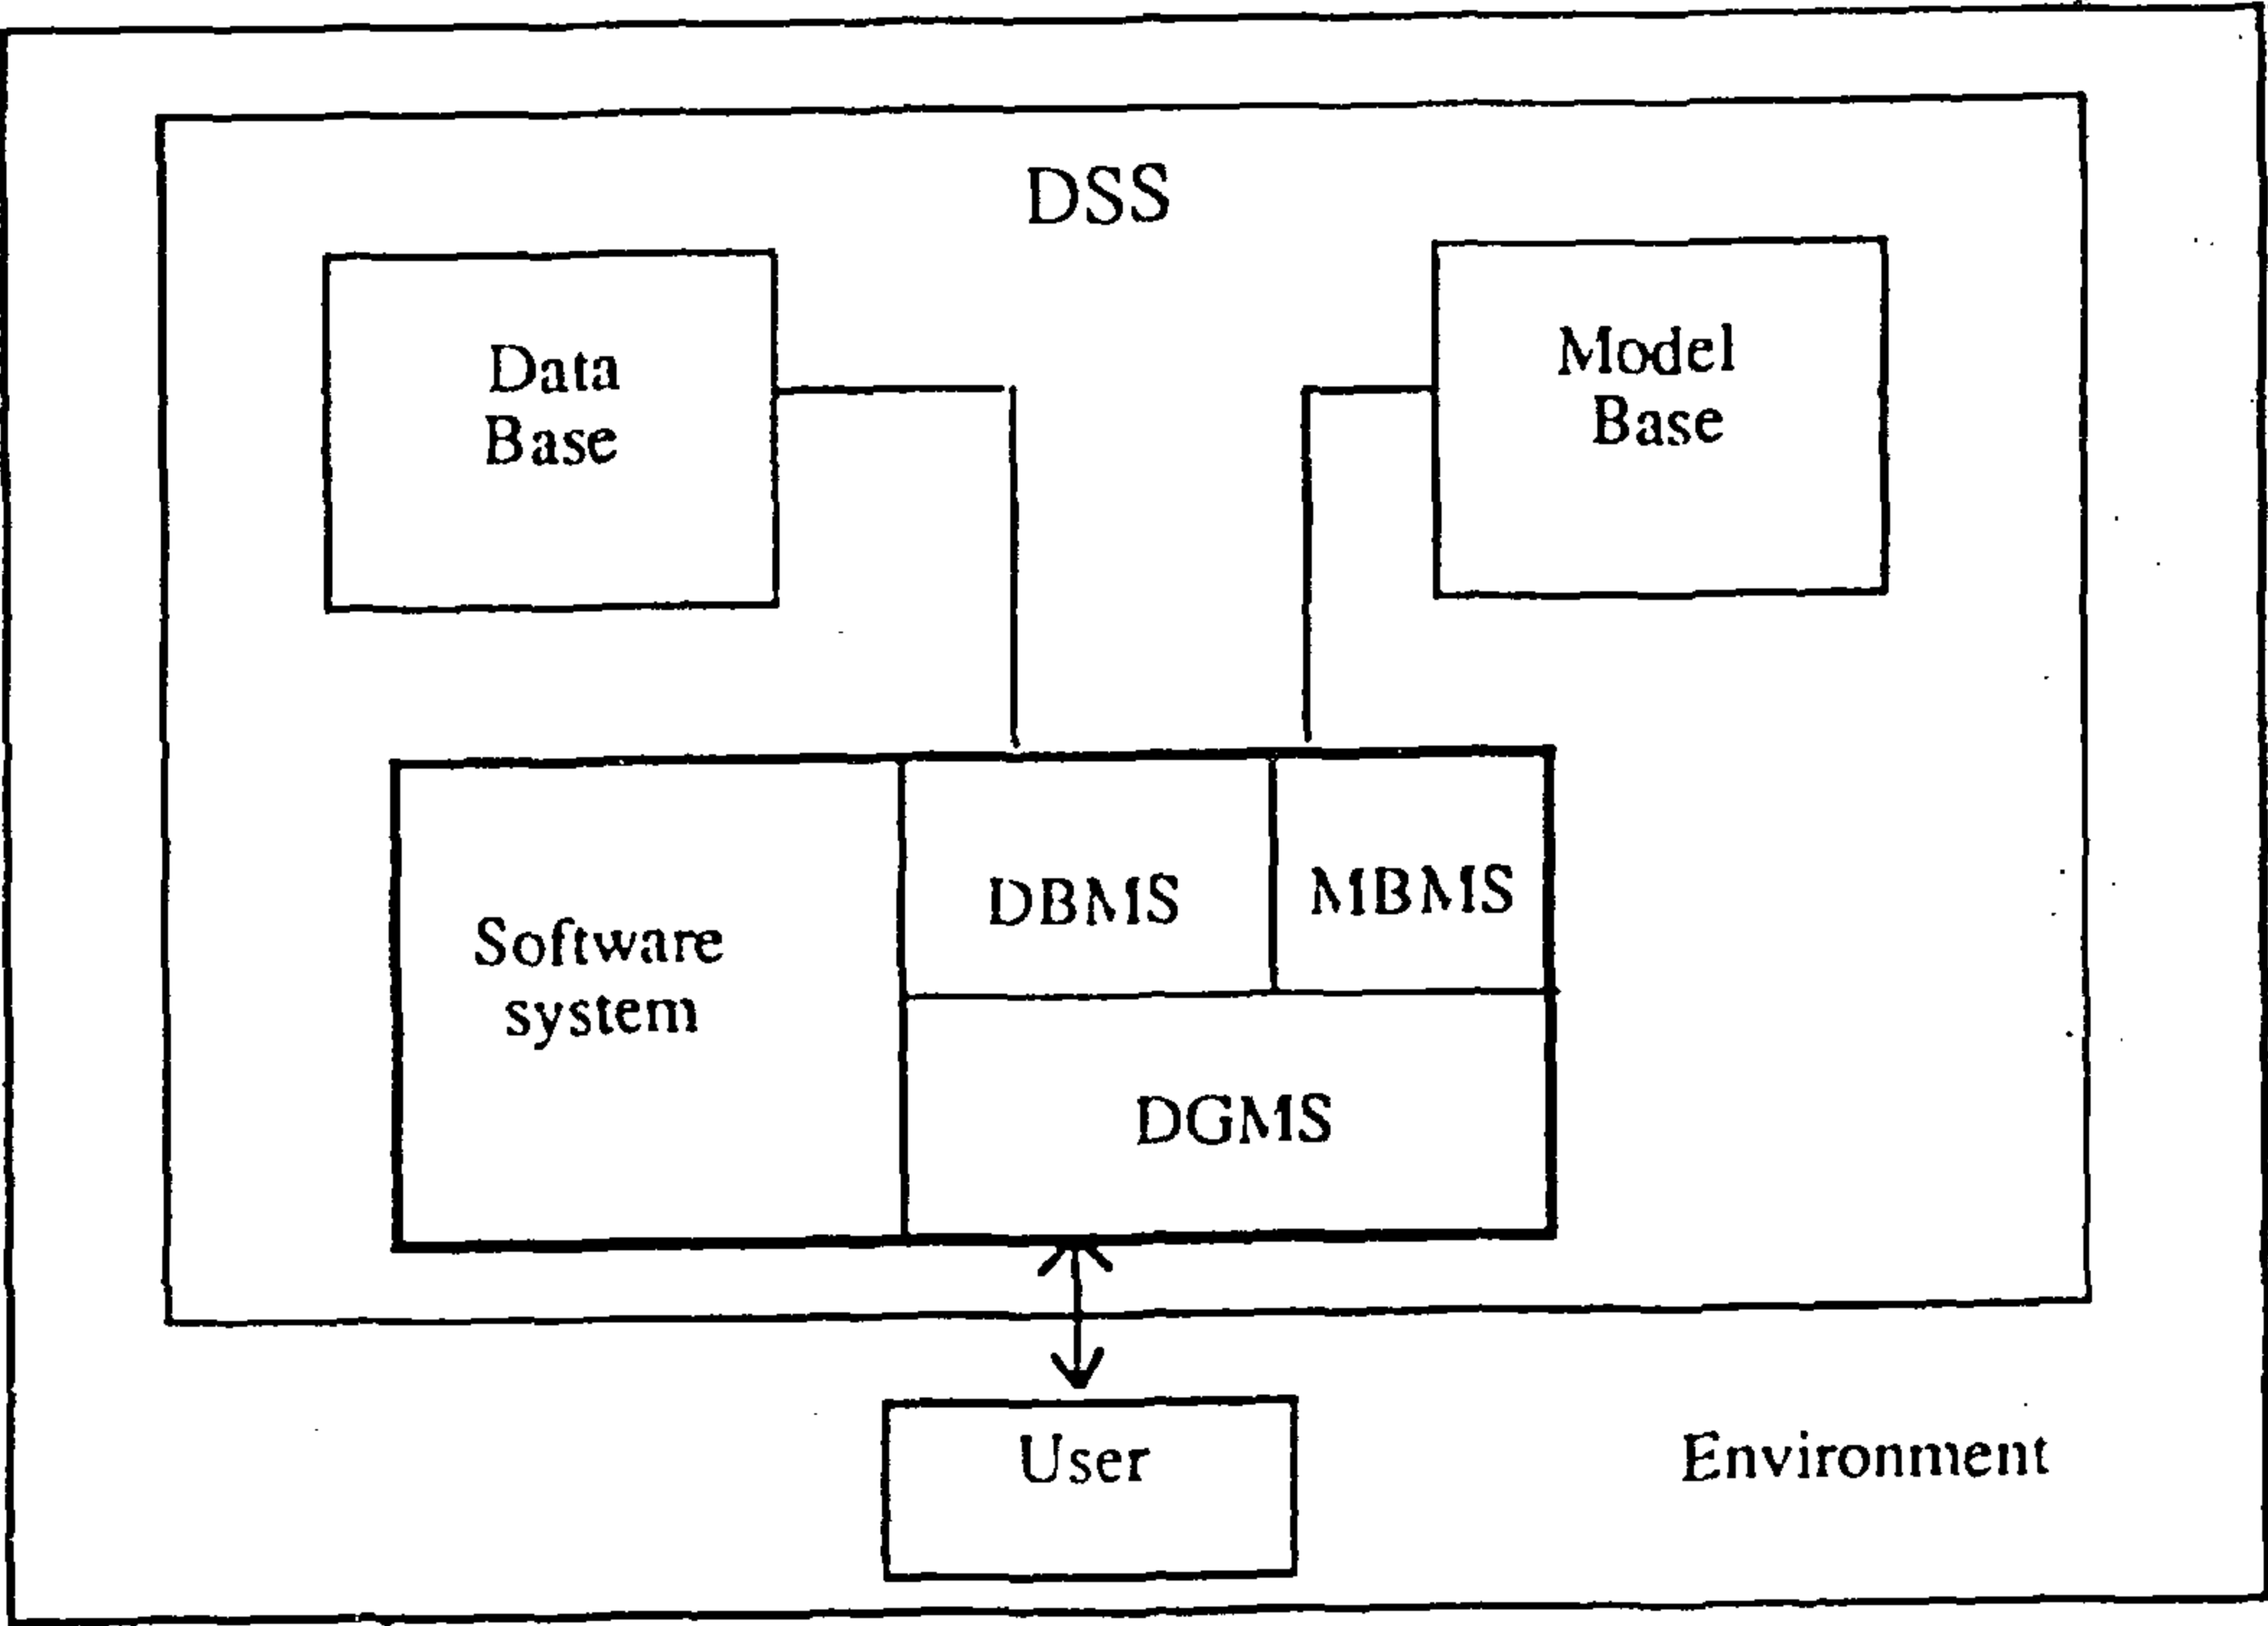 DSS
Data
Base
Model
Base
Software
system
DBMS
MBMS
DGMS
User
Environment